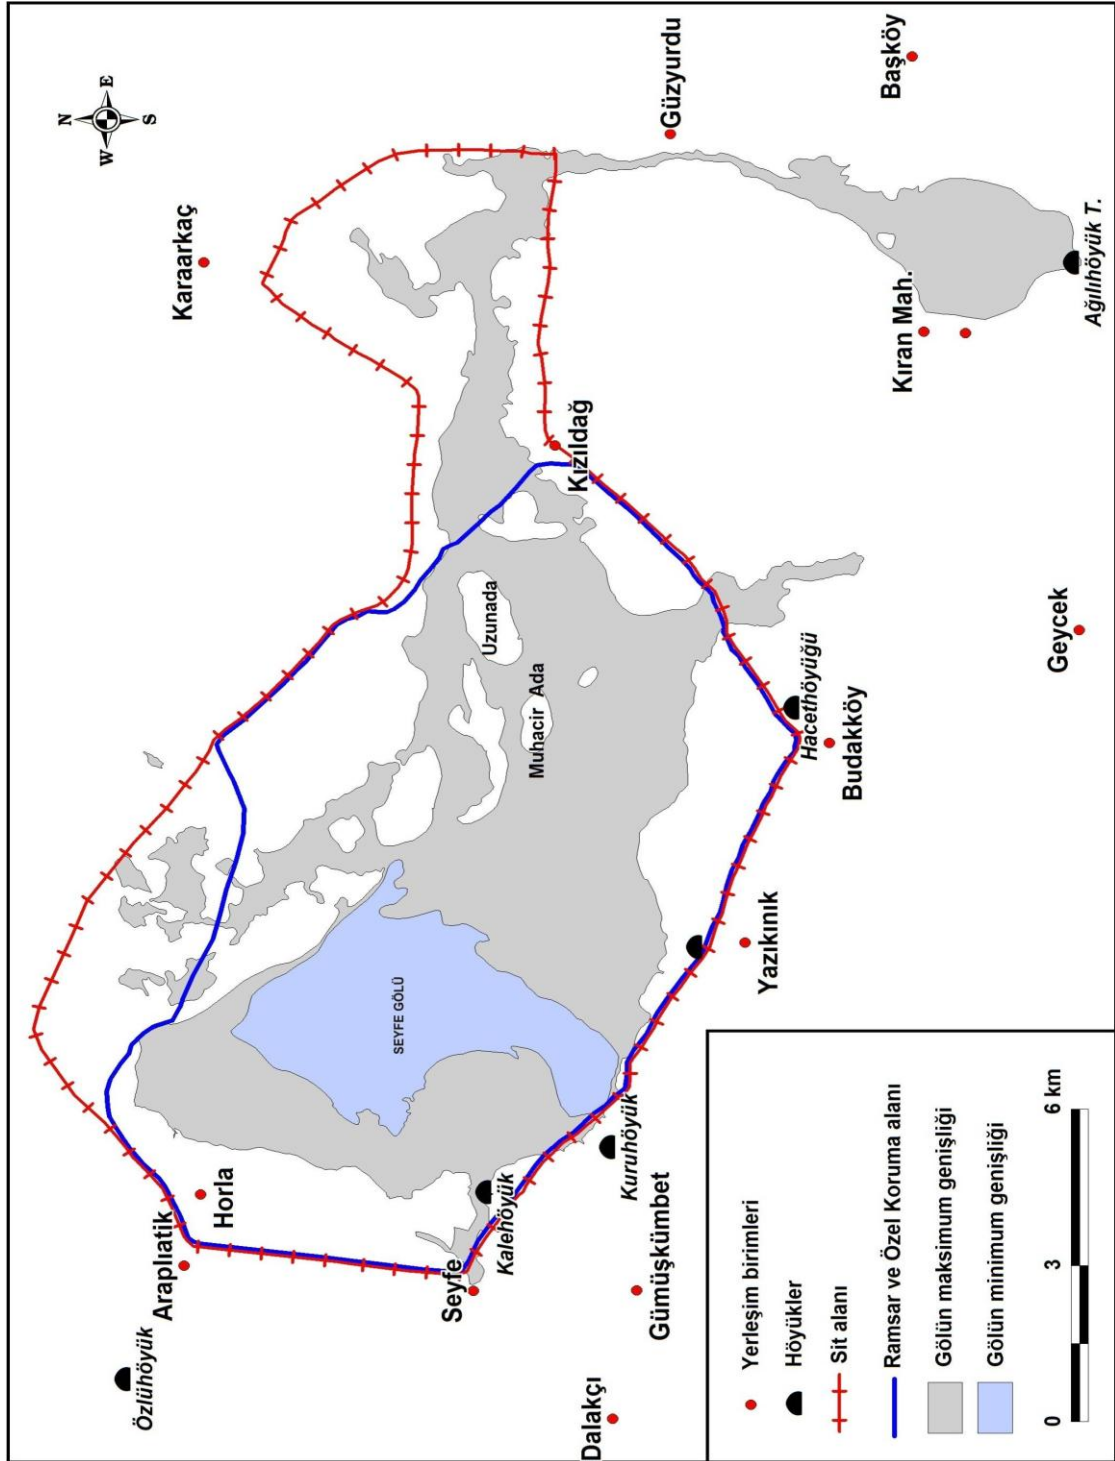 N
E
W
S
Karaarkaç
Güzyurdu
Başköy
Kıran Mah.
Ağılıhöyük T.
Kızıldağ
Uzunada
Muhacir Ada
Geycek
Hacethöyüğü
Budakköy
Yazıkınık
SEYFE GÖLÜ
Kuruhöyük
Kalehöyük
Gümüşkümbet
Seyfe
Horla
Araplıatik
Özlühöyük
Dalakçı
Yerleşim birimleri
Höyükler
Sit alanı
Ramsar ve Özel Koruma alanı
Gölün maksimum genişliği
Gölün minimum genişliği
0 3 6 km